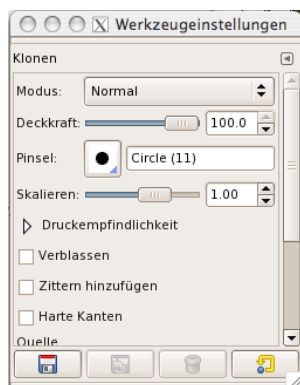 Werkzeugeinstellungen
Klonen
Modus: Normal
Deckkraft: 100.0
Pinsel: Circle (11)
Skalieren: 1.00
Druckempfindlichkeit
Verblassen
Zittern hinzufügen
Harte Kanten
Quelle